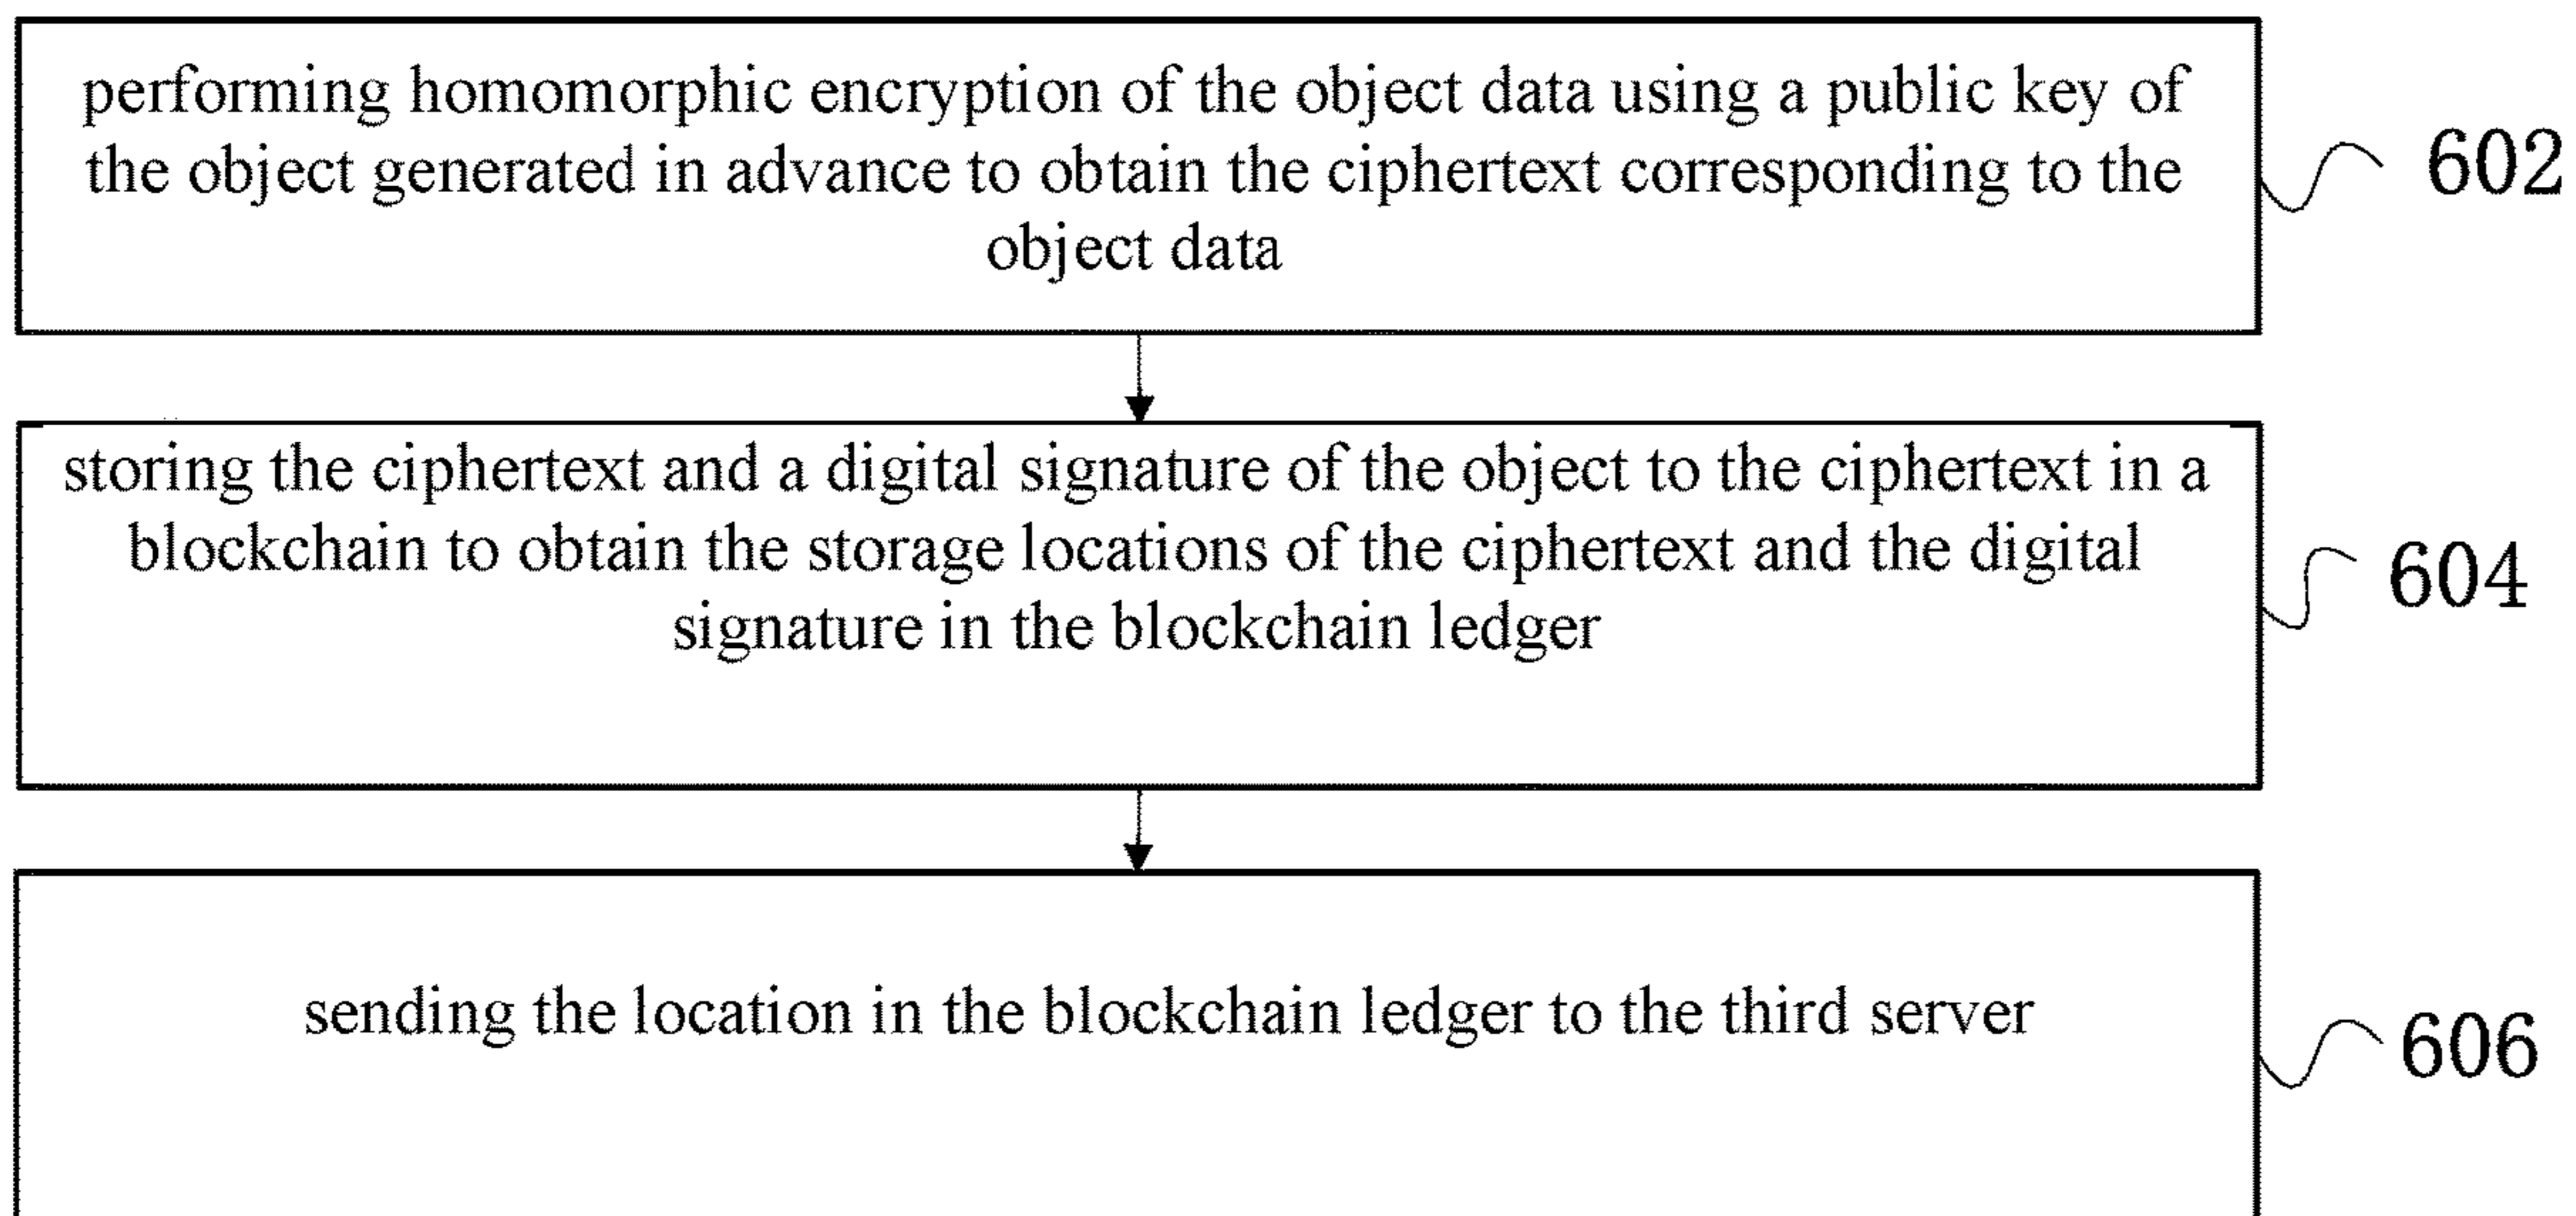 performing homomorphic encryption of the object data using a public key of
the object generated in advance to obtain the ciphertext corresponding to the
object data
602
storing the ciphertext and a digital signature of the object to the ciphertext in a
blockchain to obtain the storage locations of the ciphertext and the digital
signature in the blockchain ledger
604
sending the location in the blockchain ledger to the third server
606